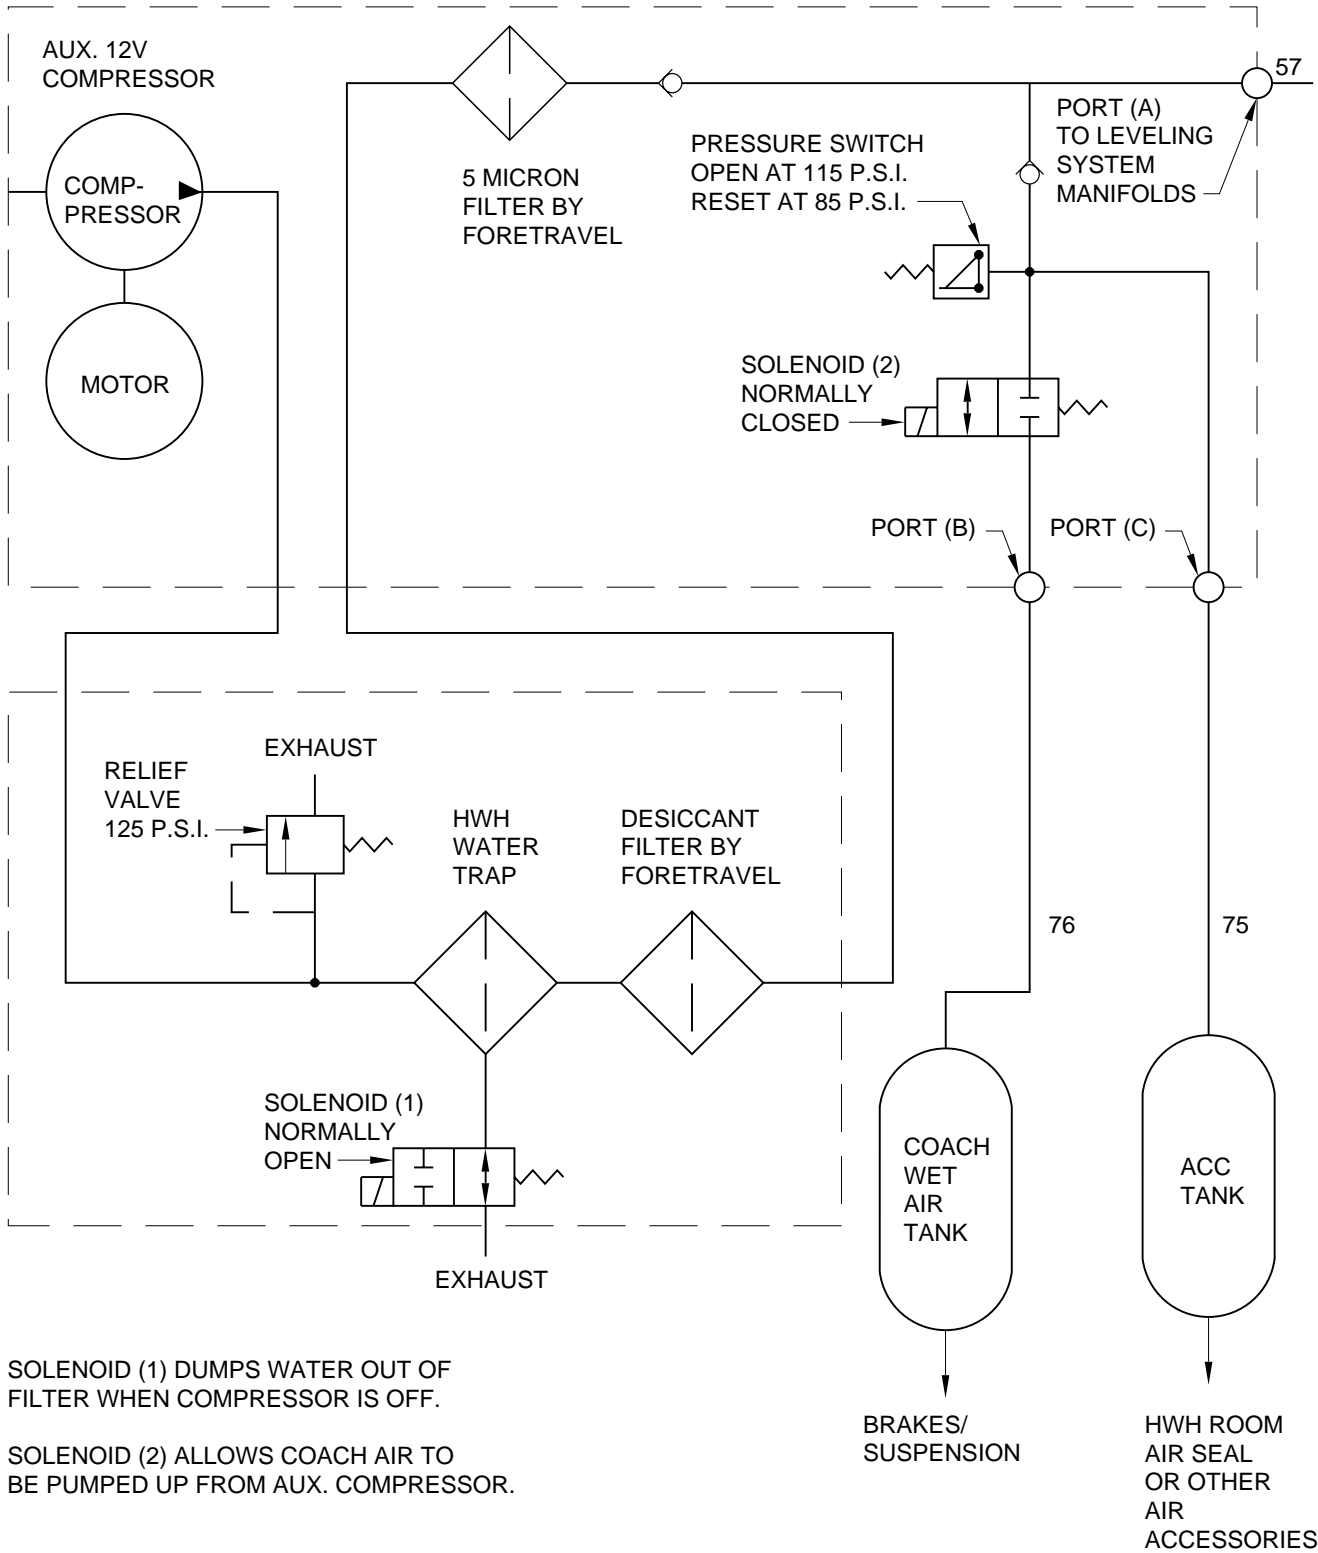 AUX. 12V
COMPRESSOR
COMP-
PRESSOR
MOTOR
5 MICRON
FILTER BY
FORETRAVEL
PRESSURE SWITCH
OPEN AT 115 P.S.I.
RESET AT 85 P.S.I.
57
PORT (A)
TO LEVELING
SYSTEM
MANIFOLDS
SOLENOID (2)
NORMALLY
CLOSED
PORT (B)
PORT (C)
EXHAUST
RELIEF
VALVE
125 P.S.I.
HWH
WATER
TRAP
DESICCANT
FILTER BY
FORETRAVEL
76
75
SOLENOID (1)
NORMALLY
OPEN
EXHAUST
COACH
WET
AIR
TANK
ACC
TANK
SOLENOID (1) DUMPS WATER OUT OF
FILTER WHEN COMPRESSOR IS OFF.
SOLENOID (2) ALLOWS COACH AIR TO
BE PUMPED UP FROM AUX. COMPRESSOR.
BRAKES/
SUSPENSION
HWH ROOM
AIR SEAL
OR OTHER
AIR
ACCESSORIES